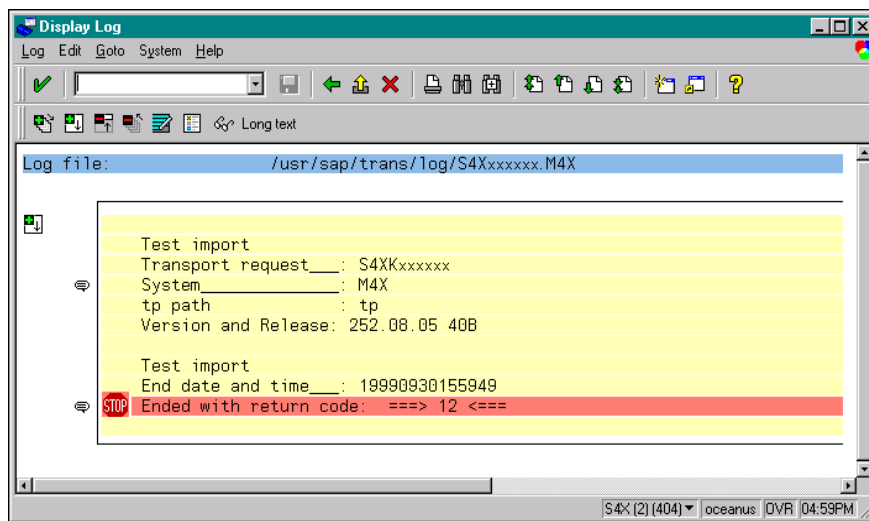 Display Log
Log Edit Goto System Help
Long text
Log file: /usr/sap/trans/log/S4Xxxxxxx.M4X
Test import
Transport request___: S4XKxxxxxx
System______________: M4X
tp path : tp
Version and Release: 252.08.05 40B
Test import
End date and time___: 19990930155949
STOP Ended with return code: ===> 12 <===
S4X (2) (404) oceanus OVR 04:59PM